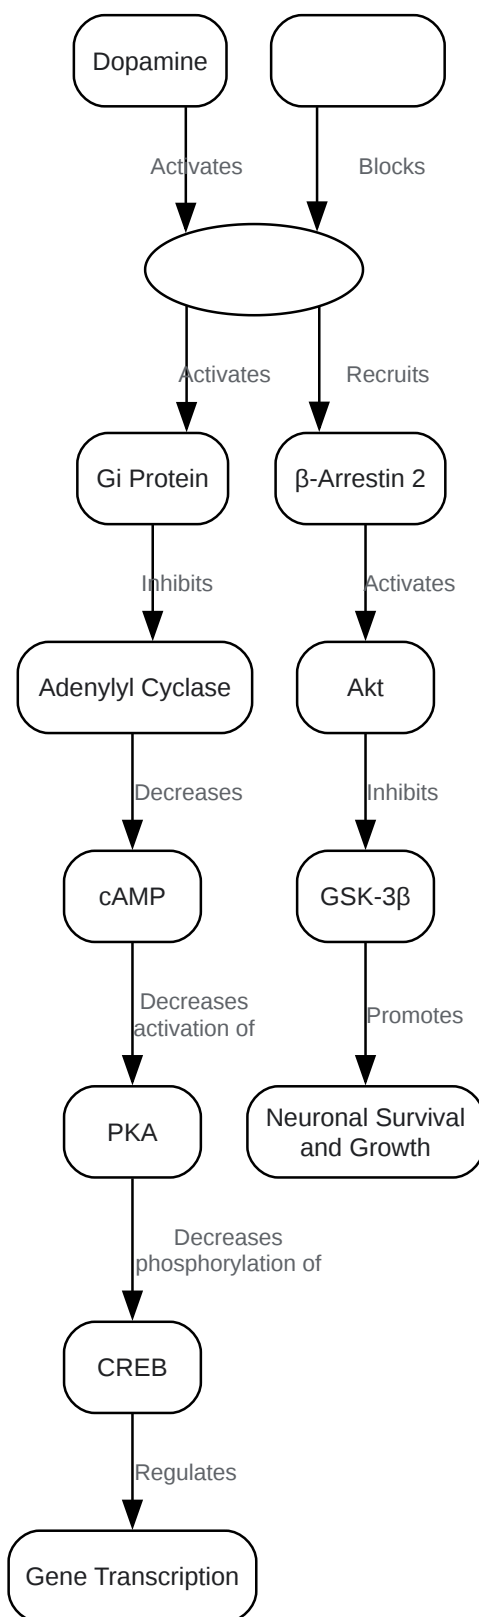 Dopamine
Activates
Blocks
Activates
Recruits
Gi Protein
β-Arrestin 2
Inhibits
Activates
Adenylyl Cyclase
Akt
Decreases
Inhibits
cAMP
GSK-3β
Decreases
activation of
Promotes
PKA
Neuronal Survival
and Growth
Decreases
phosphorylation of
CREB
Regulates
Gene Transcription